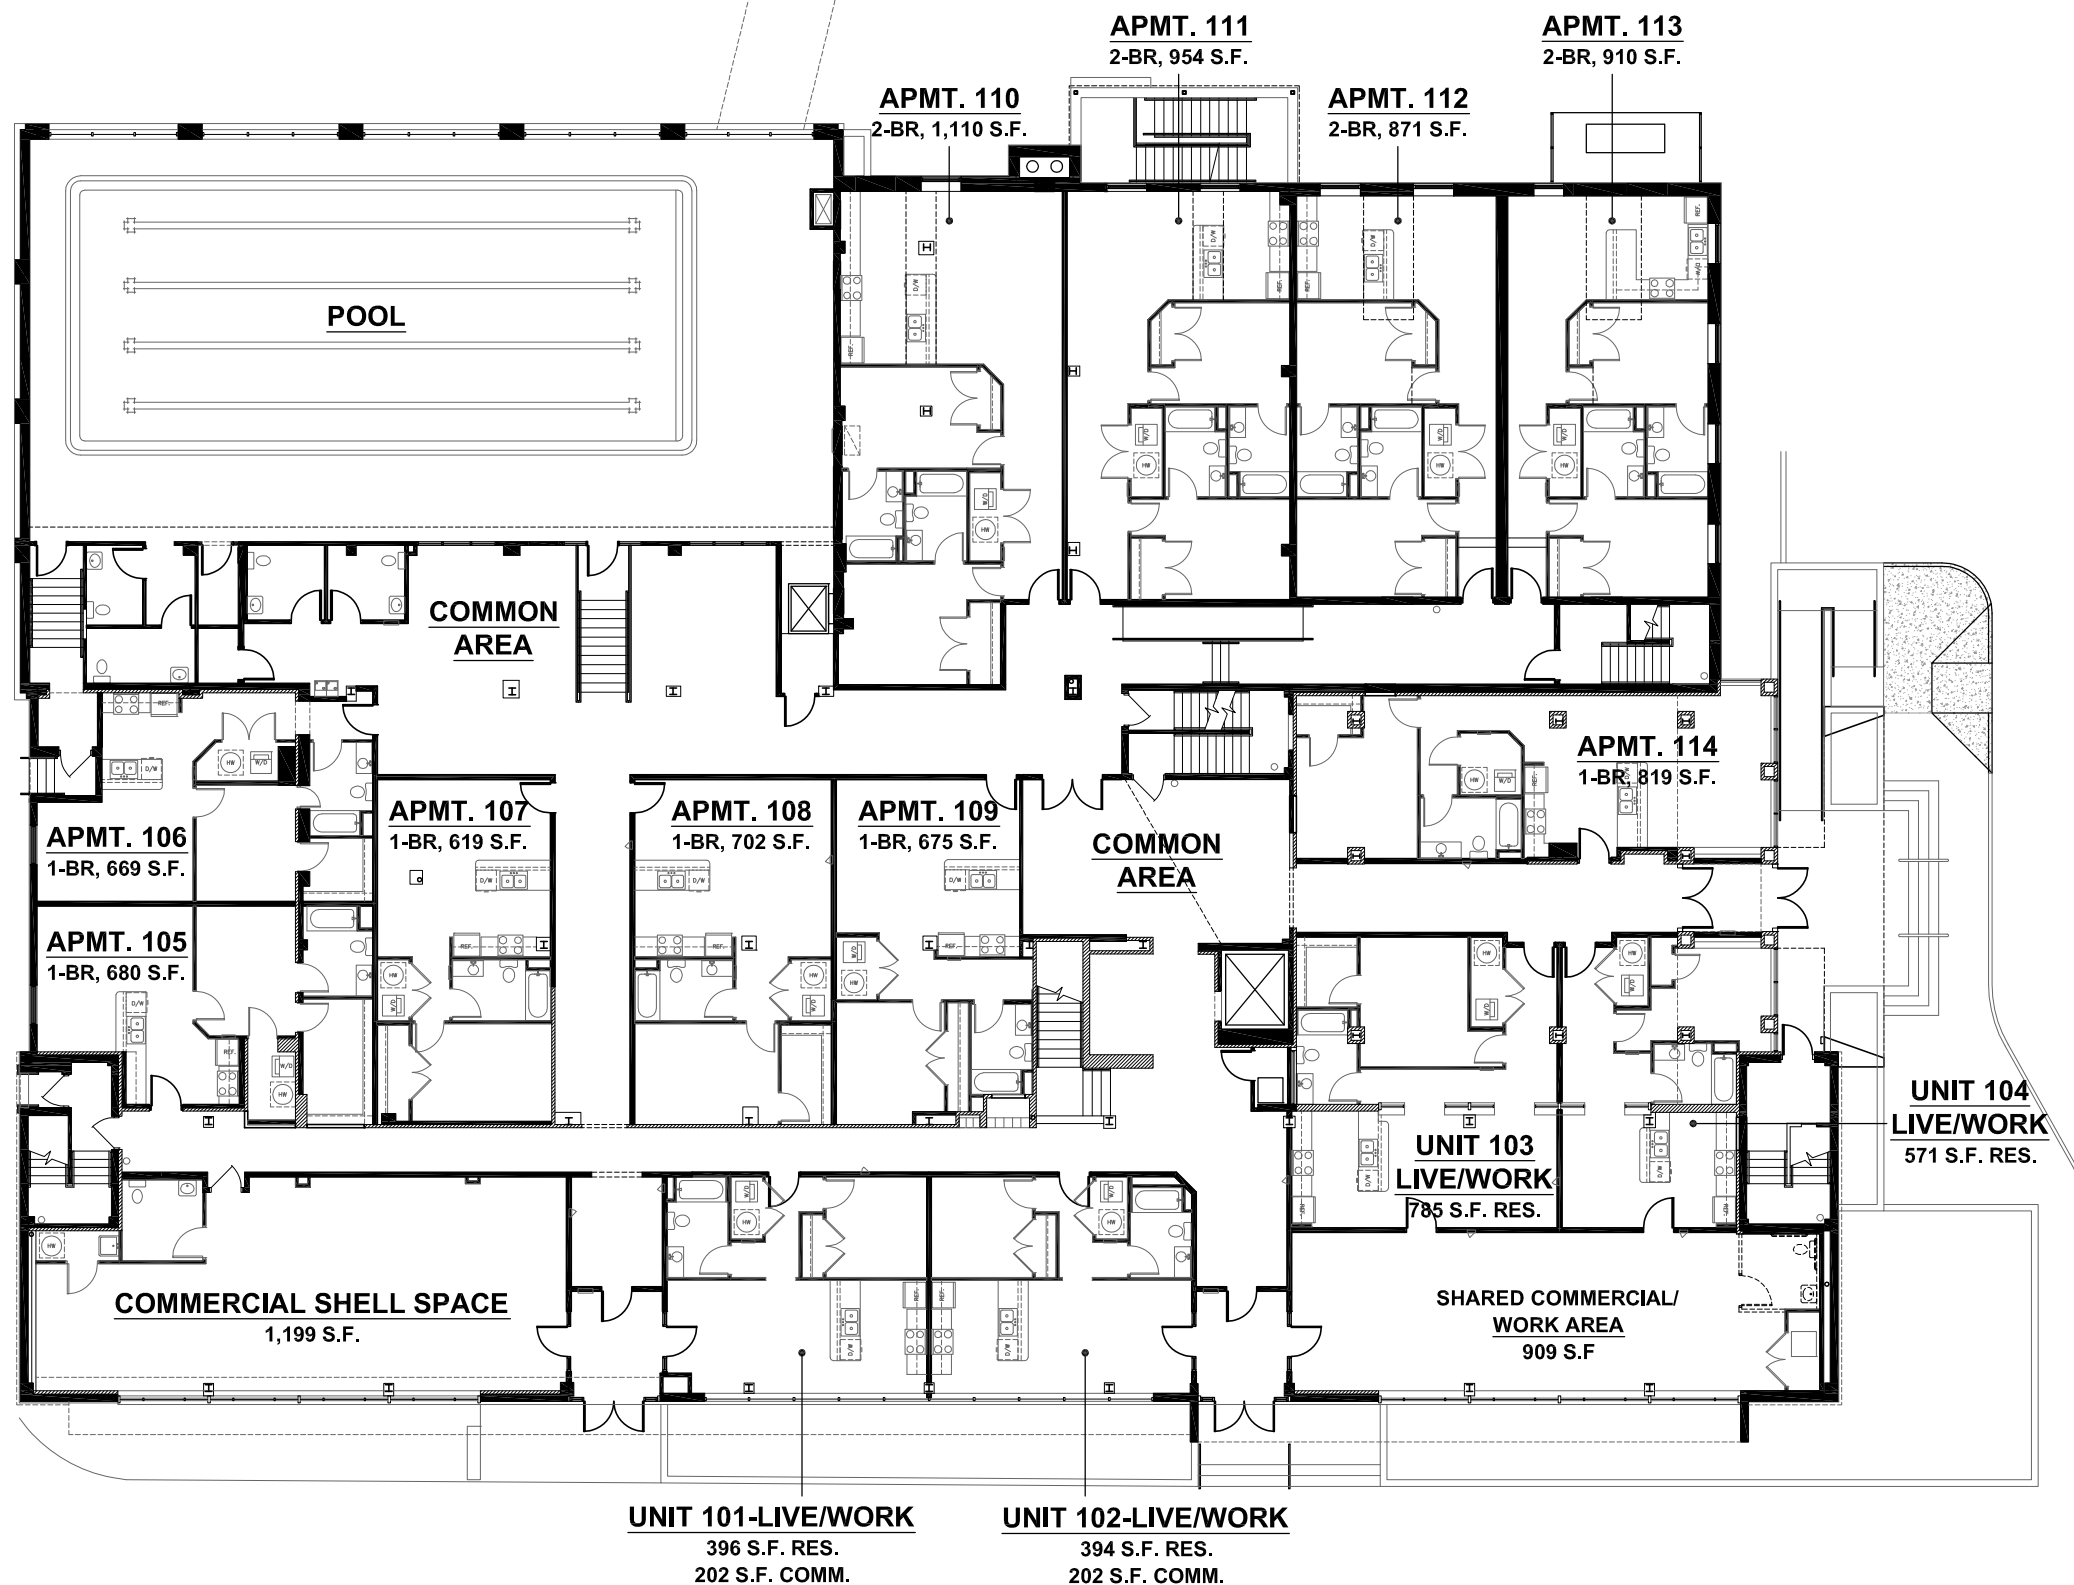 APMT. 111
2-BR, 954 S.F.
APMT. 113
2-BR, 910 S.F.
APMT. 110
2-BR, 1,110 S.F.
APMT. 112
2-BR, 871 S.F.
POOL
COMMON
AREA
APMT. 114
1-BR, 819 S.F.
APMT. 106
1-BR, 669 S.F.
APMT. 107
1-BR, 619 S.F.
APMT. 108
1-BR, 702 S.F.
APMT. 109
1-BR, 675 S.F.
COMMON
AREA
APMT. 105
1-BR, 680 S.F.
UNIT 104
LIVE/WORK
571 S.F. RES.
UNIT 103
LIVE/WORK
785 S.F. RES.
COMMERCIAL SHELL SPACE
1,199 S.F.
SHARED COMMERCIAL/
WORK AREA
909 S.F
UNIT 101-LIVE/WORK
396 S.F. RES.
202 S.F. COMM.
UNIT 102-LIVE/WORK
394 S.F. RES.
202 S.F. COMM.